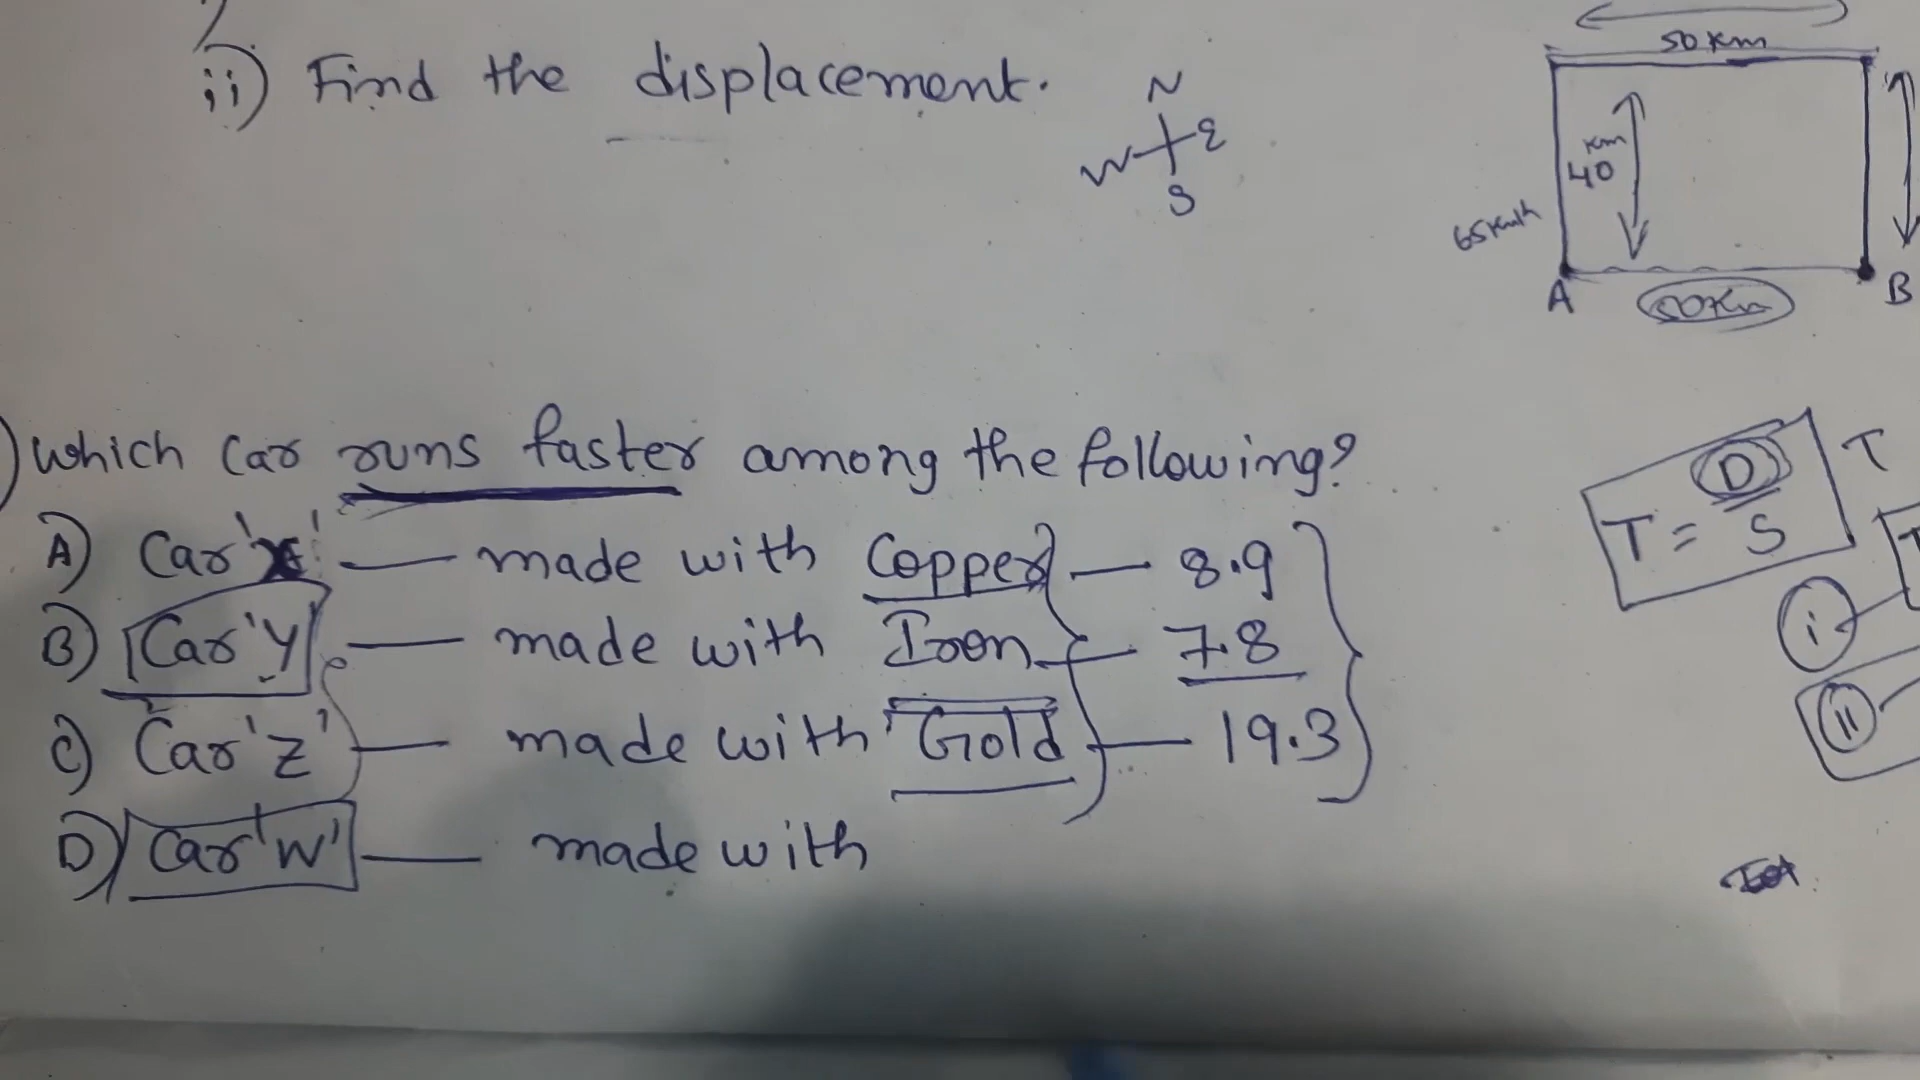 ii) Find the displacement.
N
W E
S
50 km
40 km
65 km/h
A B
50 km
) which car runs faster among the following?
A) Car 'X' — made with Copper — 8.9
B) Car 'Y — made with Iron — 7.8
C) Car 'Z' — made with 'Gold — 19.3
D) Car 'W' — made with
T = D/S
T
i
ii